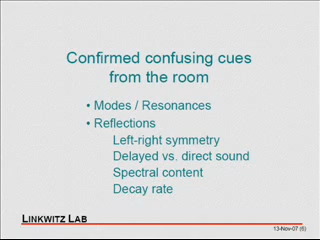 Confirmed confusing cues
from the room
• Modes / Resonances
• Reflections
Left-right symmetry
Delayed vs. direct sound
Spectral content
Decay rate
LINKWITZ LAB
13-Nov-07 (6)